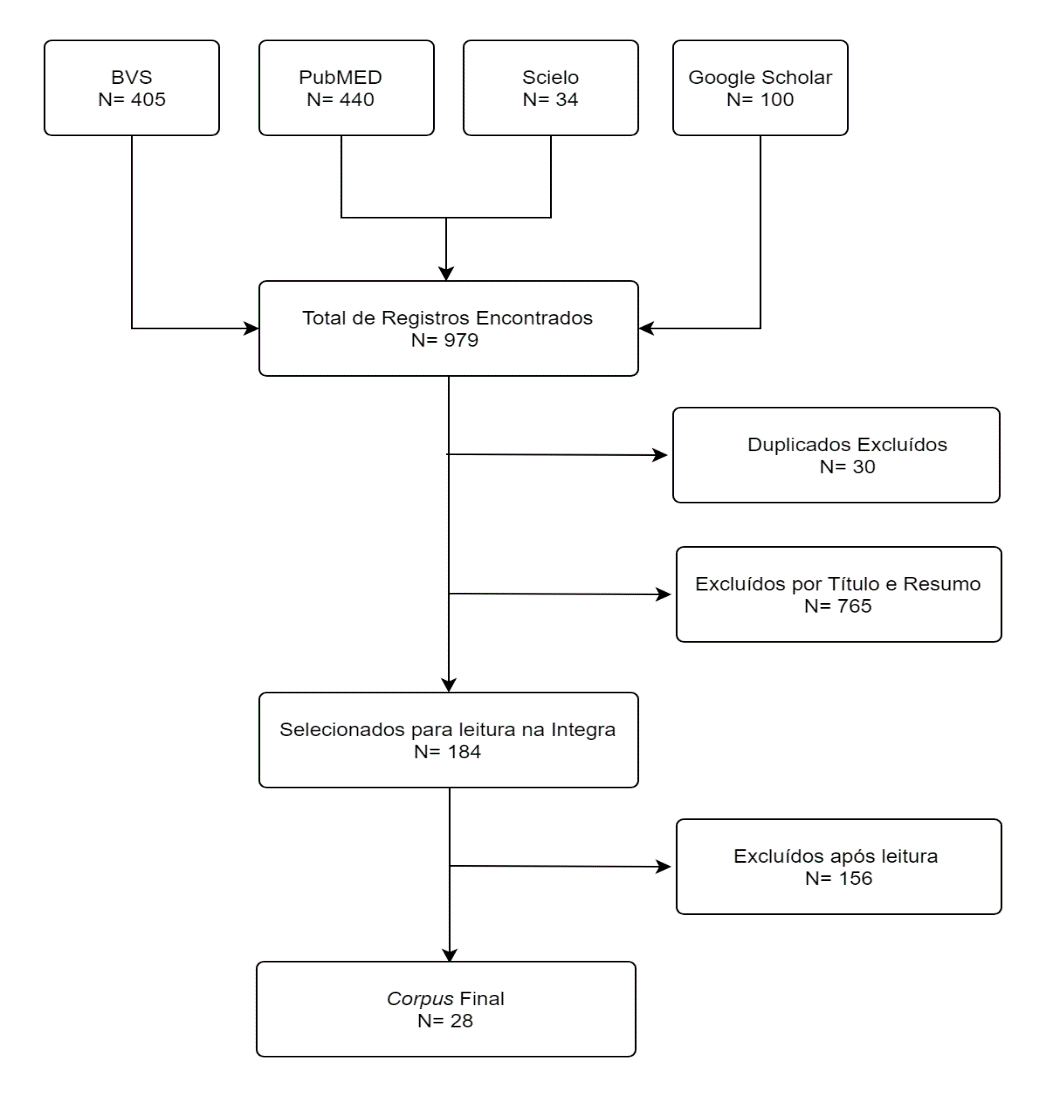 BVS
N= 405
PubMED
N= 440
Scielo
N= 34
Google Scholar
N= 100
Total de Registros Encontrados
N= 979
Duplicados Excluídos
N= 30
Excluídos por Título e Resumo
N= 765
Selecionados para leitura na Integra
N= 184
Excluídos após leitura
N= 156
Corpus Final
N= 28